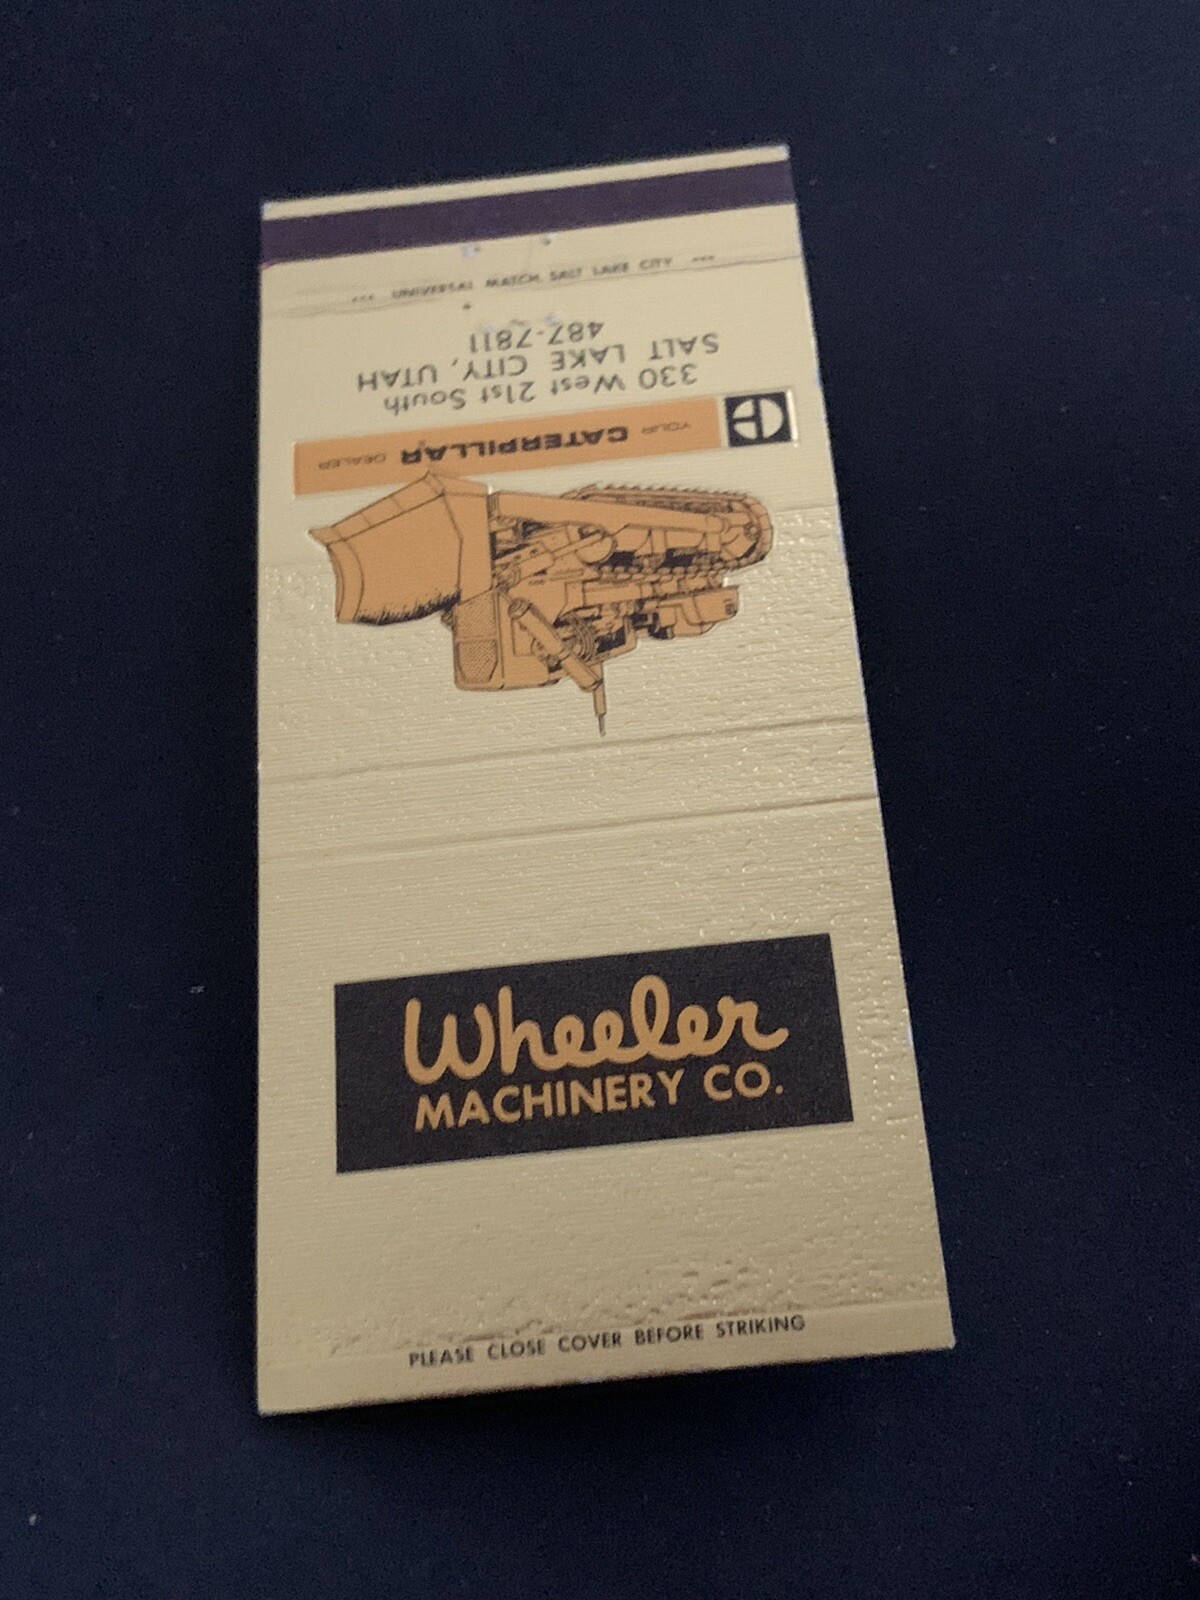 Wheeler
MACHINERY CO.
PLEASE CLOSE COVER BEFORE STRIKING
YOUR CATERPILLAR DEALER
330 West 21st South
SALT LAKE CITY, UTAH
487-7811
*** UNIVERSAL MATCH, SALT LAKE CITY ***